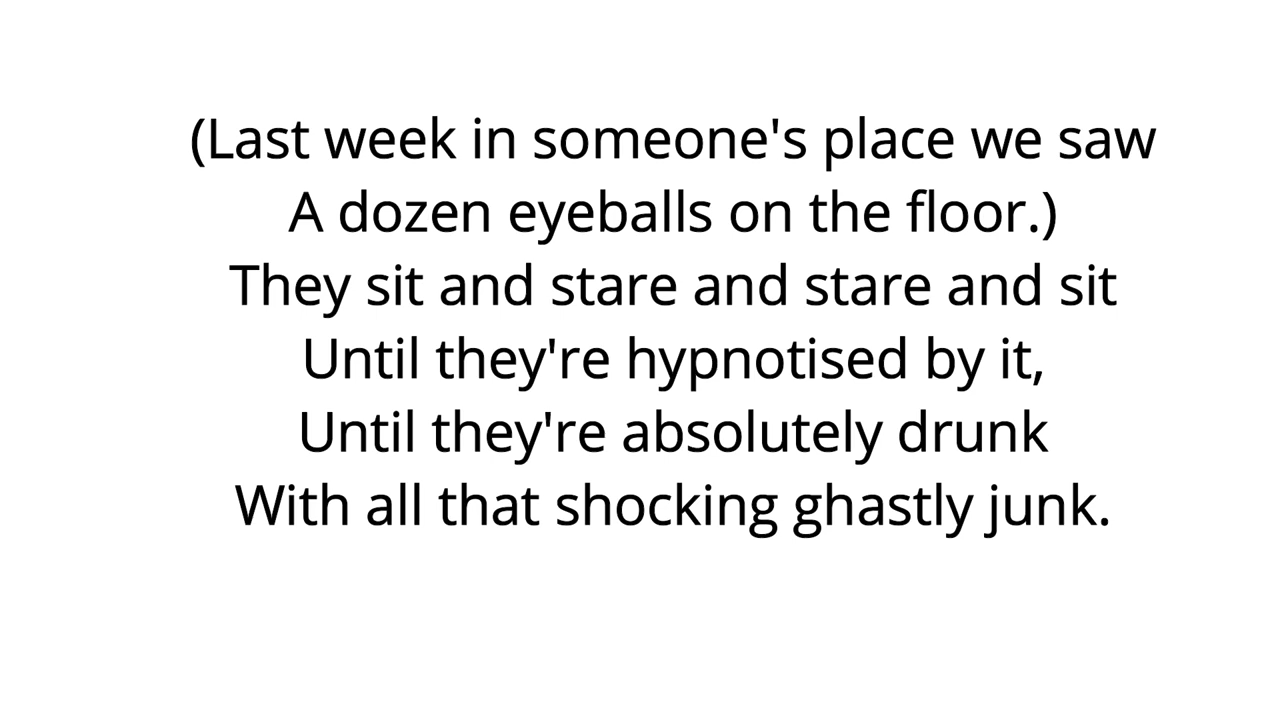 (Last week in someone's place we saw
A dozen eyeballs on the floor.)
They sit and stare and stare and sit
Until they're hypnotised by it,
Until they're absolutely drunk
With all that shocking ghastly junk.